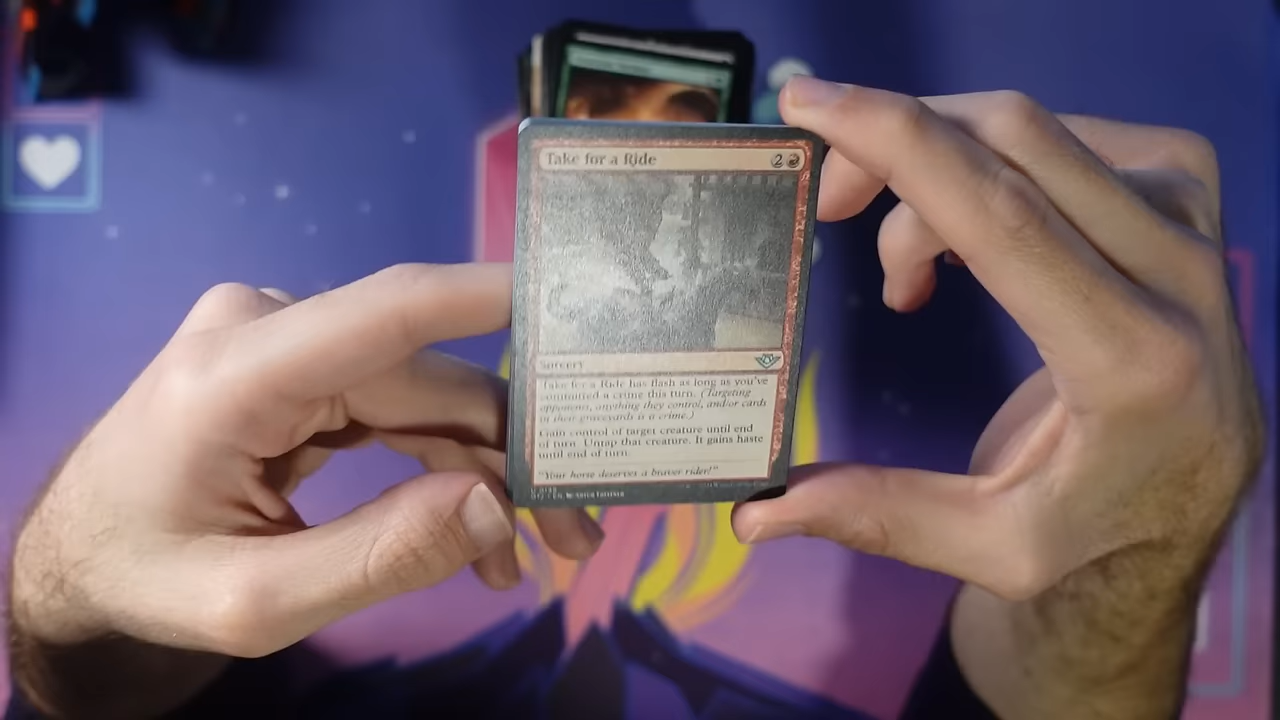 Take for a Ride 2
Sorcery
Take for a Ride has flash as long as you've
committed a crime this turn. (Targeting
opponents, anything they control, and/or cards
in their graveyards is a crime.)
Gain control of target creature until end
of turn. Untap that creature. It gains haste
until end of turn.
"Your horse deserves a braver rider!"